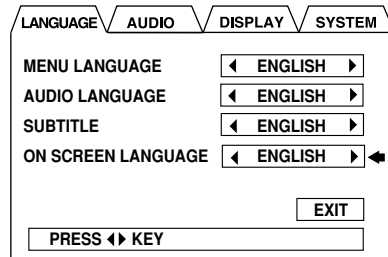 LANGUAGE AUDIO DISPLAY SYSTEM
MENU LANGUAGE ENGLISH
AUDIO LANGUAGE ENGLISH
SUBTITLE ENGLISH
ON SCREEN LANGUAGE ENGLISH
EXIT
PRESS KEY